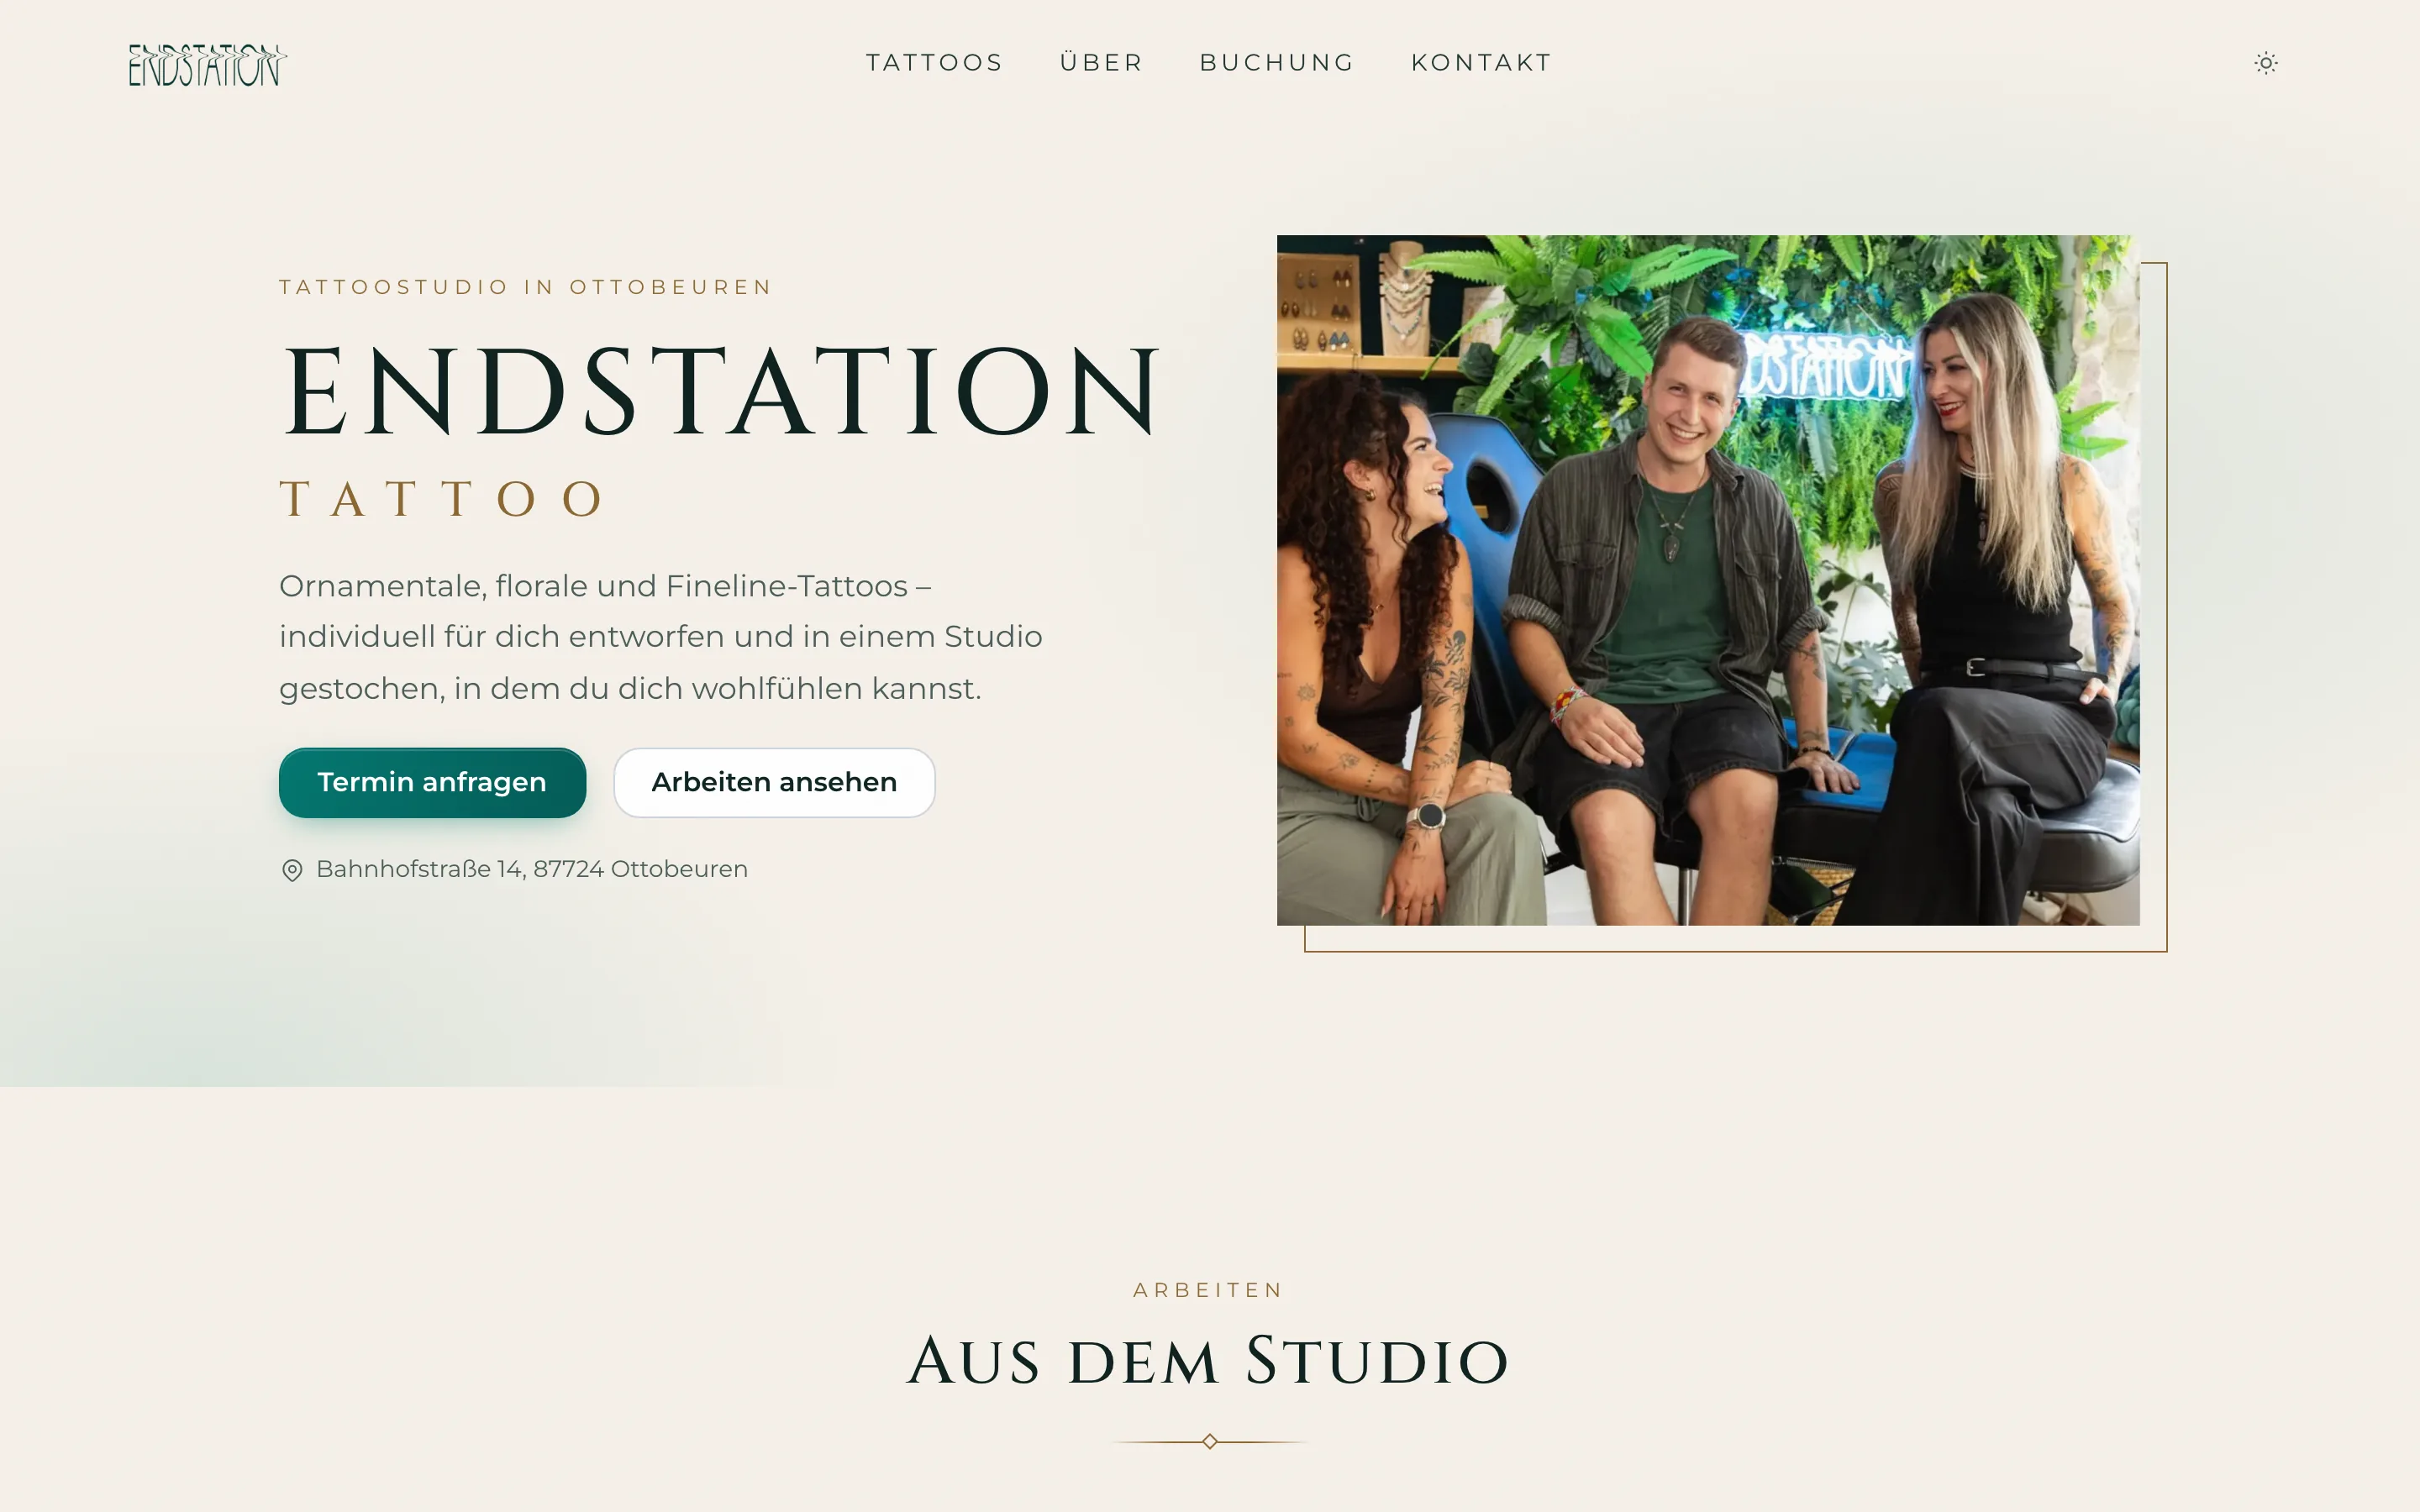 ENDSTATION
TATTOOS ÜBER BUCHUNG KONTAKT
TATTOOSTUDIO IN OTTOBEUREN
ENDSTATION
TATTOO
Ornamentale, florale und Fineline-Tattoos –
individuell für dich entworfen und in einem Studio
gestochen, in dem du dich wohlfühlen kannst.
Termin anfragen
Arbeiten ansehen
Bahnhofstraße 14, 87724 Ottobeuren
DSTATION
ARBEITEN
Aus dem Studio